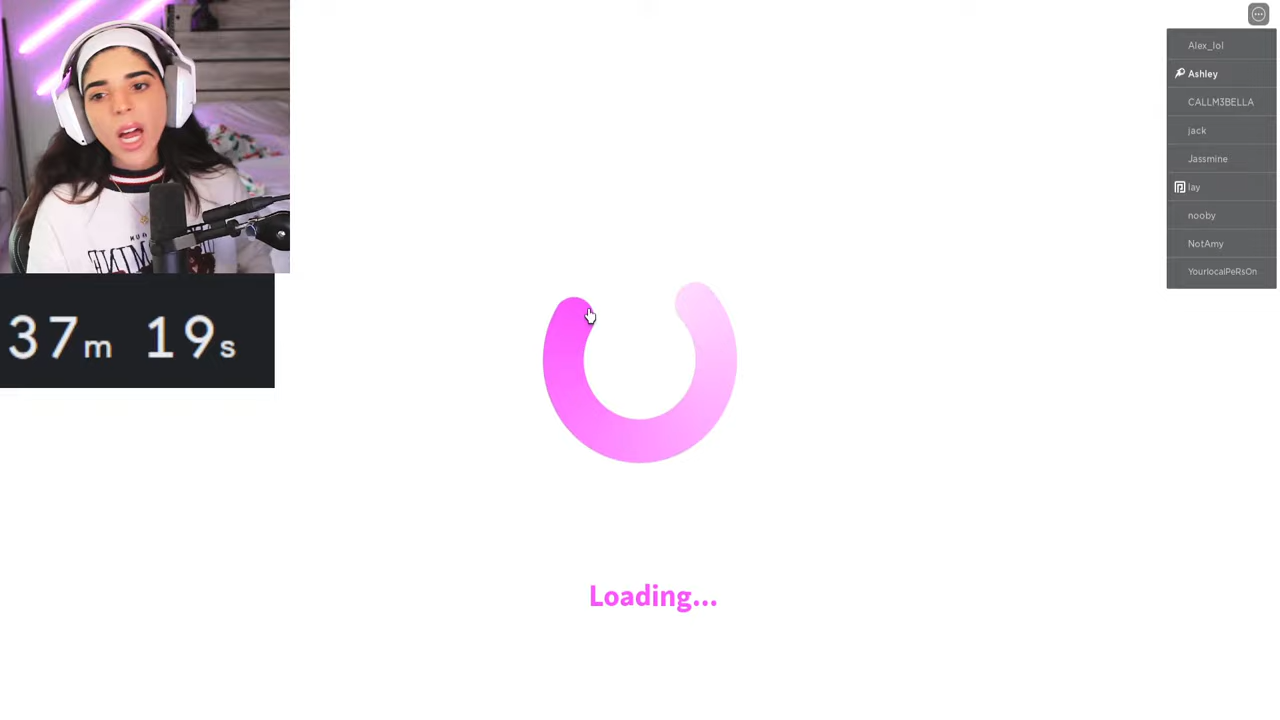 Alex_lol
Ashley
CALLM3BELLA
jack
Jassmine
lay
nooby
NotAmy
YourlocalPeRsOn
37m 19s
Loading...